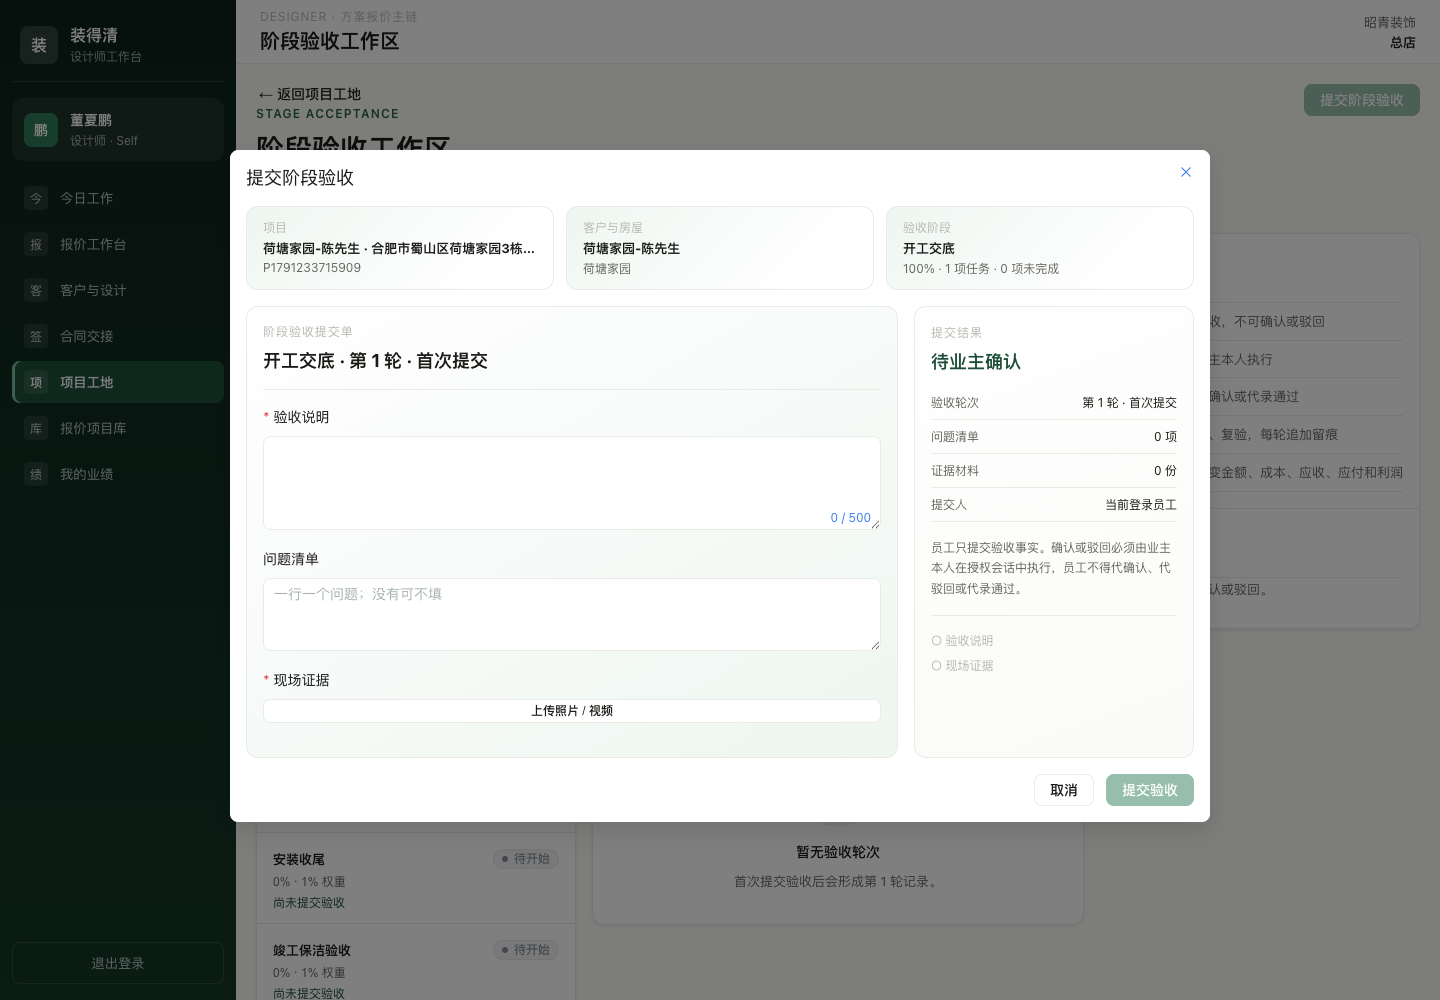 装
装得清
设计师工作台
鹏
董夏鹏
设计师 · Self
今 今日工作
报 报价工作台
客 客户与设计
签 合同交接
项 项目工地
库 报价项目库
绩 我的业绩
退出登录
DESIGNER · 方案报价主链
阶段验收工作区
昭青装饰
总店
← 返回项目工地
STAGE ACCEPTANCE
阶段验收工作区
提交阶段验收
提交阶段验收
项目
荷塘家园-陈先生 · 合肥市蜀山区荷塘家园3栋...
P1791233715909
客户与房屋
荷塘家园-陈先生
荷塘家园
验收阶段
开工交底
100% · 1 项任务 · 0 项未完成
阶段验收提交单
开工交底 · 第 1 轮 · 首次提交
* 验收说明
0 / 500
问题清单
一行一个问题；没有可不填
* 现场证据
上传照片 / 视频
提交结果
待业主确认
验收轮次 第 1 轮 · 首次提交
问题清单 0 项
证据材料 0 份
提交人 当前登录员工
员工只提交验收事实。确认或驳回必须由业主
本人在授权会话中执行，员工不得代确认、代
驳回或代录通过。
验收说明
现场证据
取消
提交验收
收，不可确认或驳回
主本人执行
确认或代录通过
、复验，每轮追加留痕
变金额、成本、应收、应付和利润
认或驳回。
安装收尾 待开始
0% · 1% 权重
尚未提交验收
竣工保洁验收 待开始
0% · 1% 权重
尚未提交验收
暂无验收轮次
首次提交验收后会形成第 1 轮记录。